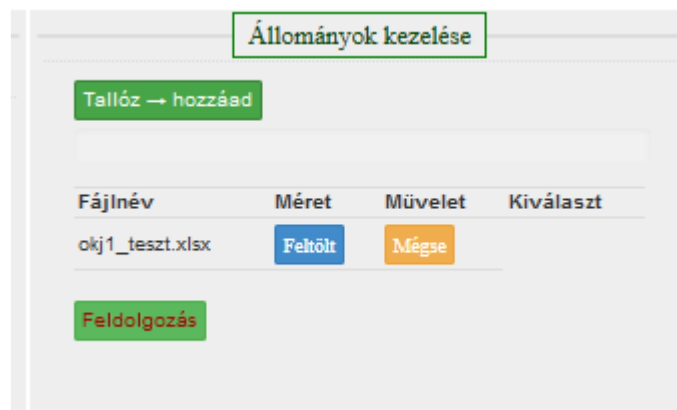 Állományok kezelése
Tallóz → hozzáad
Fájlnév Méret Müvelet Kiválaszt
okj1_teszt.xlsx Feltölt Mégse
Feldolgozás